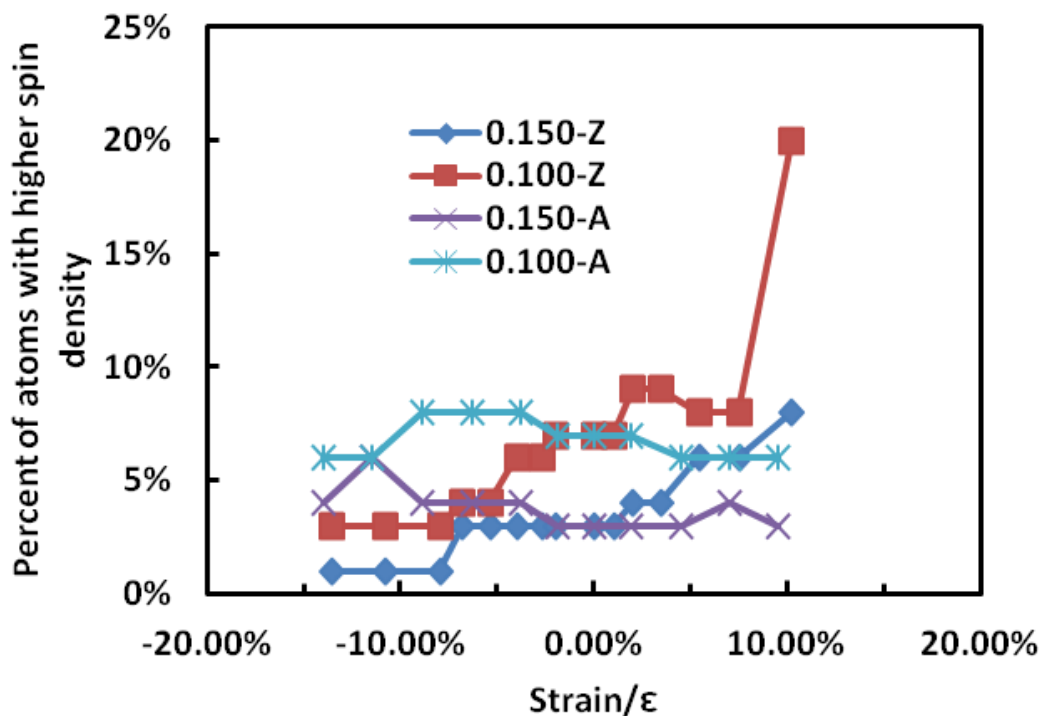 Percent of atoms with higher spin
density
25%
20%
15%
10%
5%
0%
0.150-Z
0.100-Z
0.150-A
0.100-A
-20.00% -10.00% 0.00% 10.00% 20.00%
Strain/ε